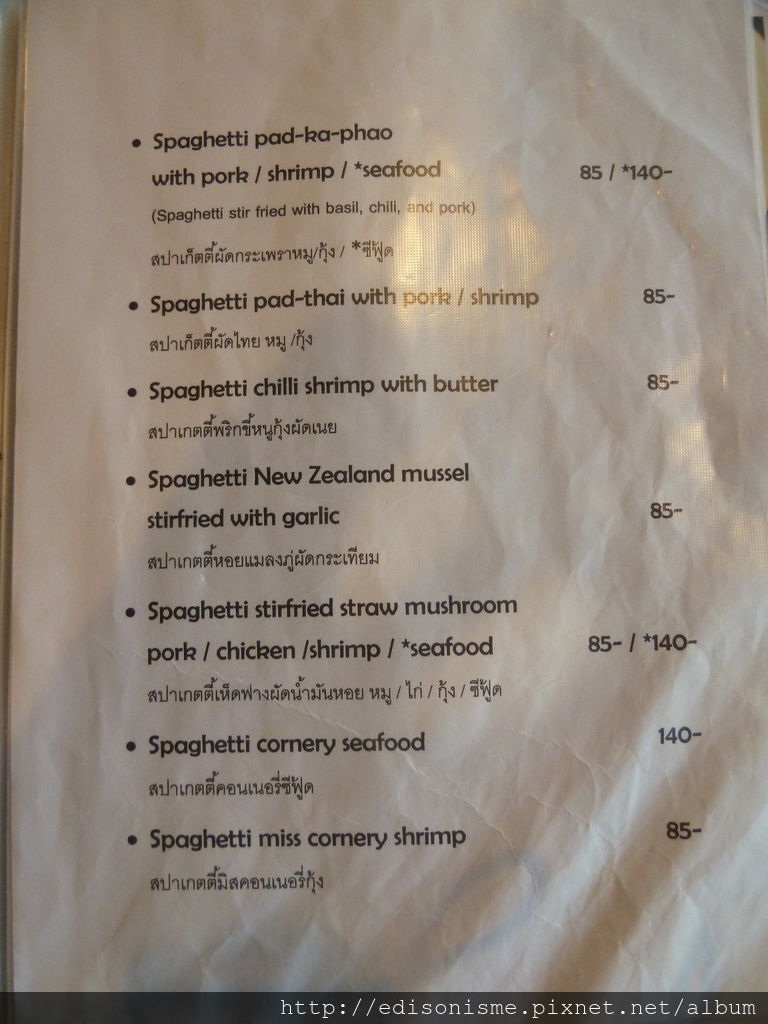 • Spaghetti pad-ka-phao
with pork / shrimp / *seafood 85 / *140-
(Spaghetti stir fried with basil, chili, and pork)
สปาเก็ตตี้ผัดกระเพราหมู/กุ้ง / *ซีฟู้ด
• Spaghetti pad-thai with pork / shrimp 85-
สปาเก็ตตี้ผัดไทย หมู /กุ้ง
• Spaghetti chilli shrimp with butter 85-
สปาเกตตี้พริกขี้หนูกุ้งผัดเนย
• Spaghetti New Zealand mussel
stirfried with garlic 85-
สปาเกตตี้หอยแมลงภู่ผัดกระเทียม
• Spaghetti stirfried straw mushroom
pork / chicken /shrimp / *seafood 85- / *140-
สปาเกตตี้เห็ดฟางผัดน้ำมันหอย หมู / ไก่ / กุ้ง / ซีฟู้ด
• Spaghetti cornery seafood 140-
สปาเกตตี้คอนเนอรี่ซีฟู้ด
• Spaghetti miss cornery shrimp 85-
สปาเกตตี้มิสคอนเนอรี่กุ้ง
http://edisonisme.pixnet.net/album